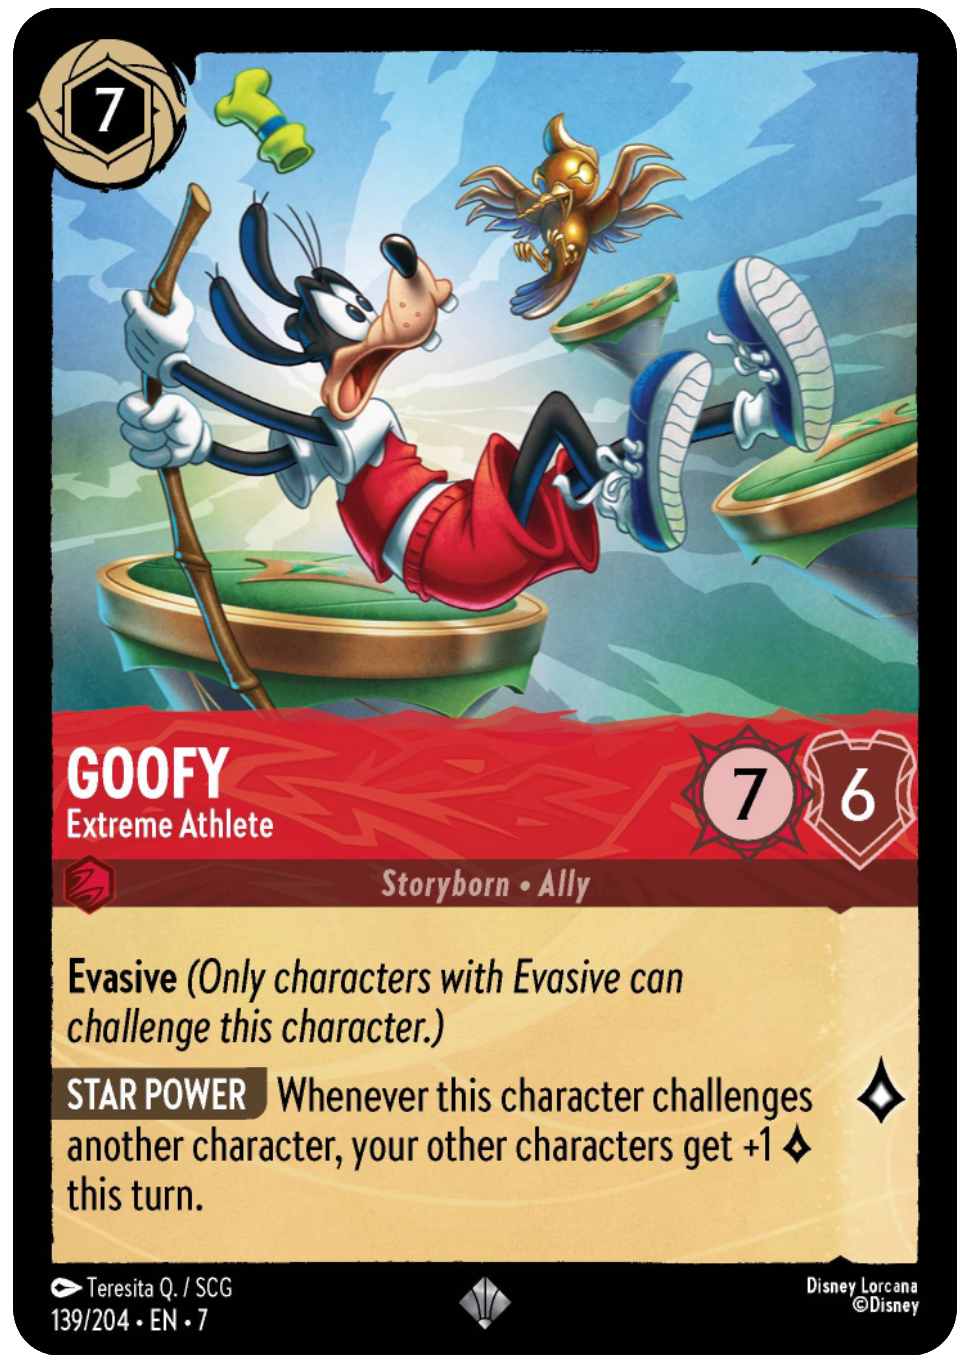 7
GOOFY
Extreme Athlete
7
6
Storyborn • Ally
Evasive (Only characters with Evasive can
challenge this character.)
STAR POWER Whenever this character challenges
another character, your other characters get +1
this turn.
Teresita Q. / SCG
139/204 • EN • 7
Disney Lorcana
©Disney